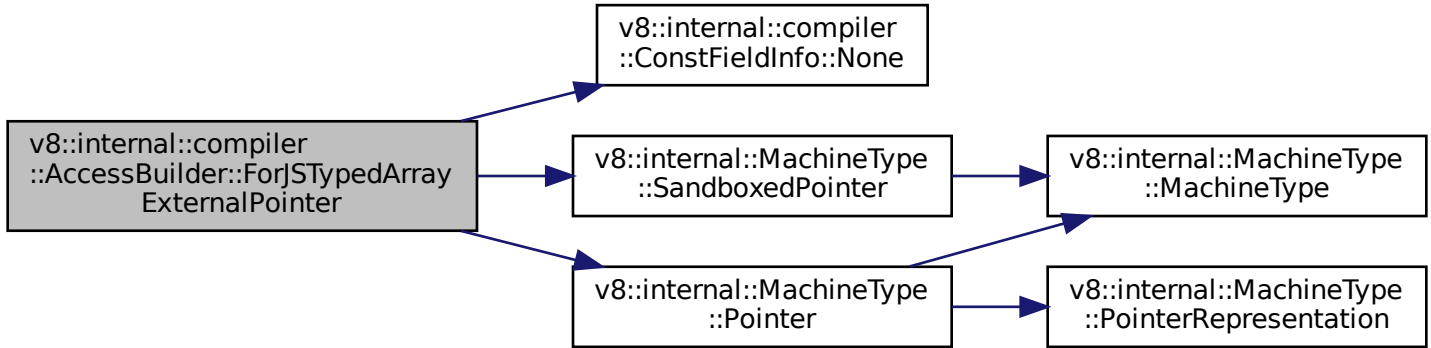 v8::internal::compiler
::ConstFieldInfo::None
v8::internal::compiler
::AccessBuilder::ForJSTypedArray
ExternalPointer
v8::internal::MachineType
::SandboxedPointer
v8::internal::MachineType
::MachineType
v8::internal::MachineType
::Pointer
v8::internal::MachineType
::PointerRepresentation